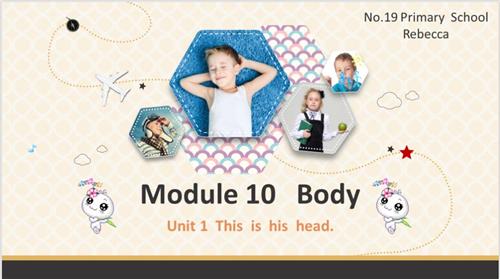 No.19 Primary School
Rebecca
Module 10 Body
Unit 1 This is his head.